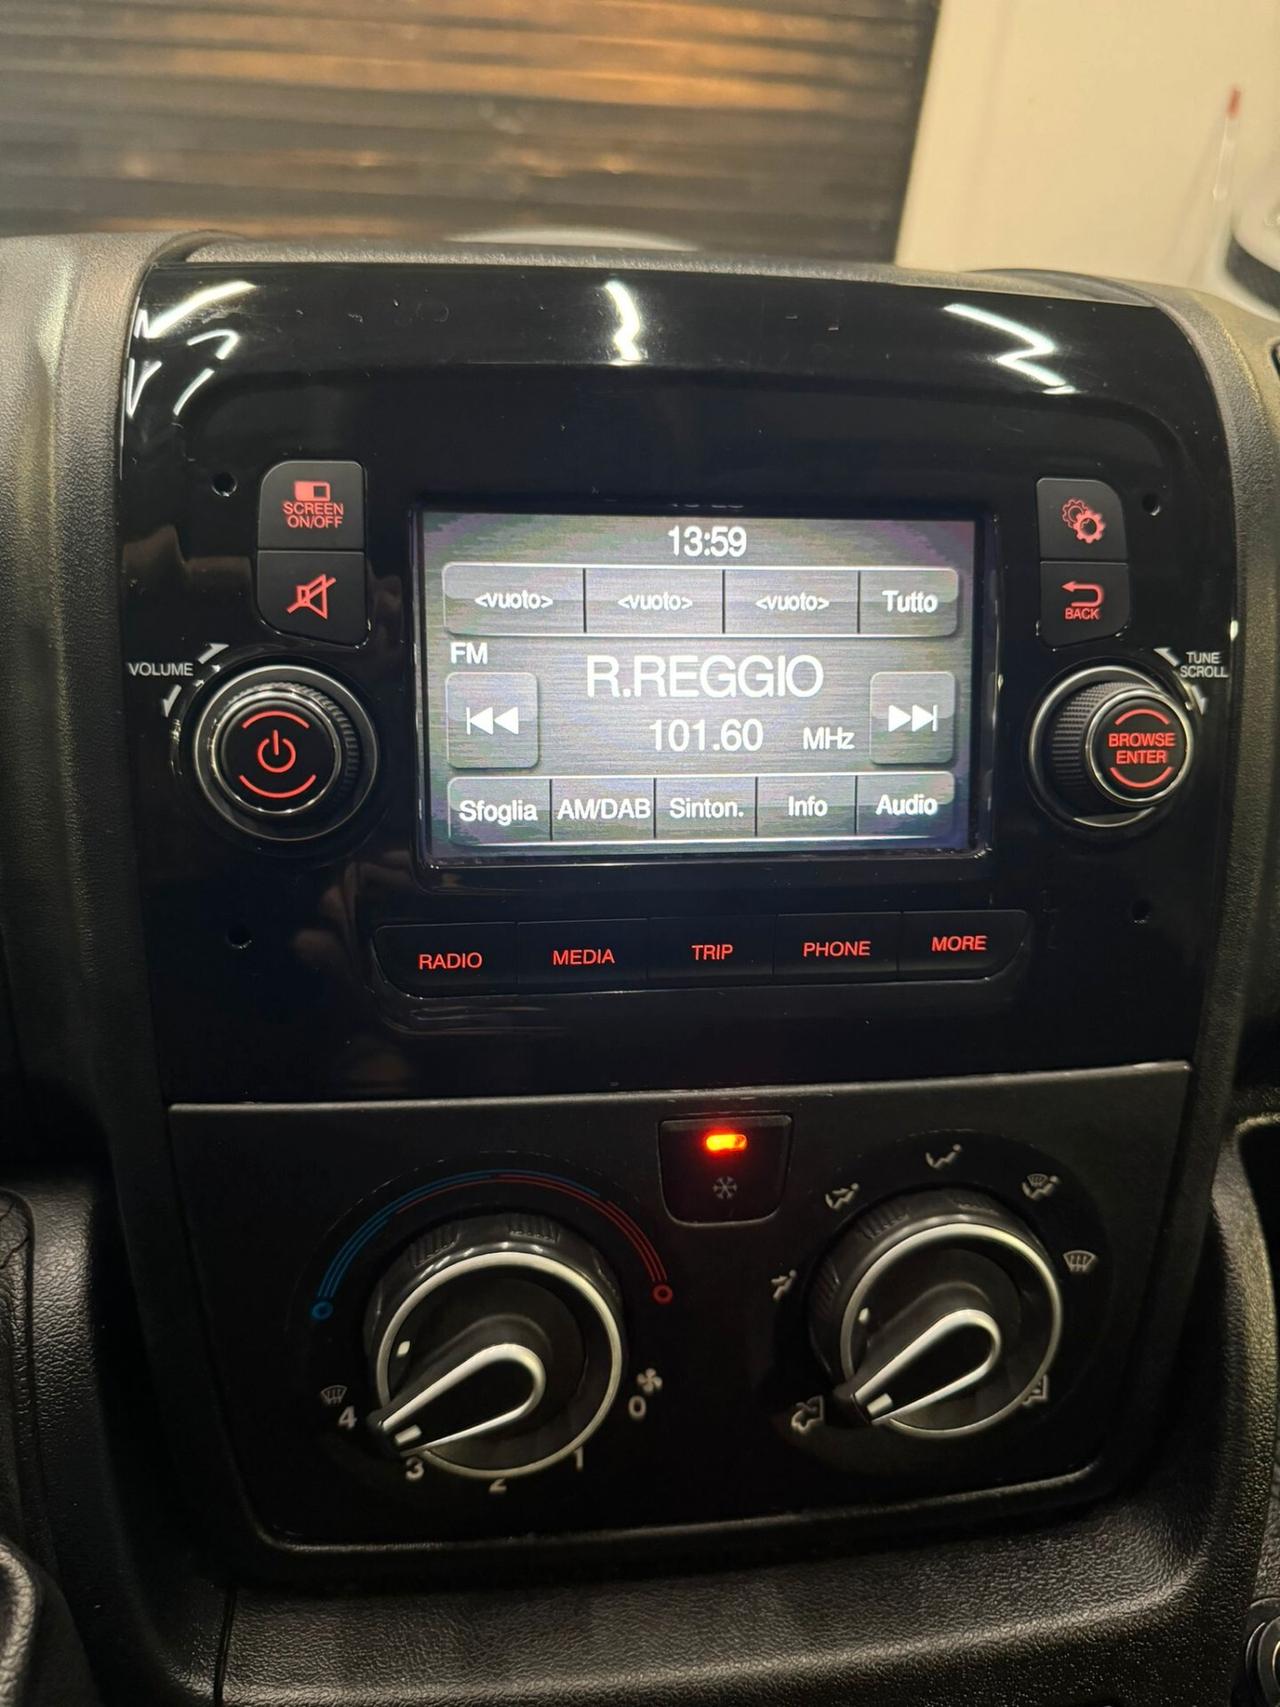 SCREEN
ON/OFF
VOLUME
13:59
<vuoto> <vuoto> <vuoto> Tutto
FM
R.REGGIO
101.60 MHz
Sfoglia AM/DAB Sinton. Info Audio
BACK
TUNE
SCROLL
BROWSE
ENTER
RADIO MEDIA TRIP PHONE MORE
4 3 2 1 0